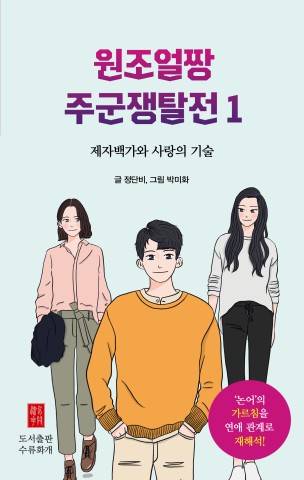 원조얼짱
주군쟁탈전 1
제자백가와 사랑의 기술
글 정단비, 그림 박미화
'논어'의
가르침을
연애 관계로
재해석!
도서출판
수류화개